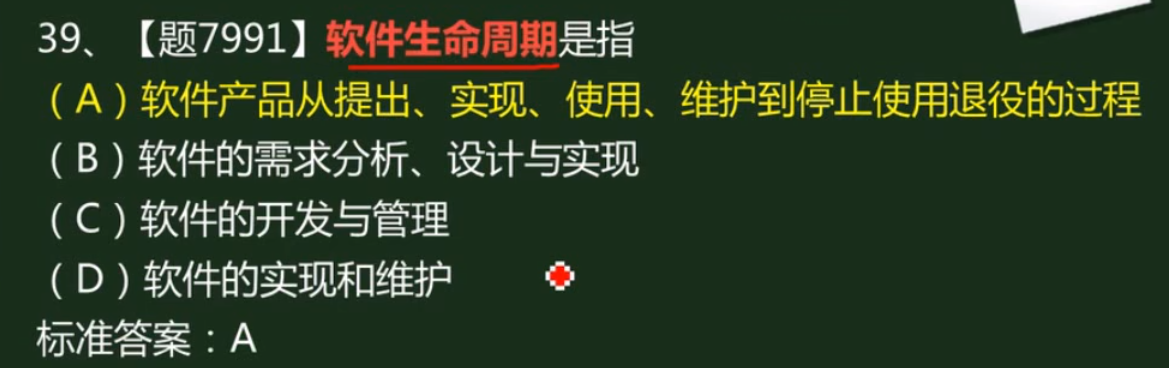 39、【题7991】软件生命周期是指
（A）软件产品从提出、实现、使用、维护到停止使用退役的过程
（B）软件的需求分析、设计与实现
（C）软件的开发与管理
（D）软件的实现和维护
标准答案：A